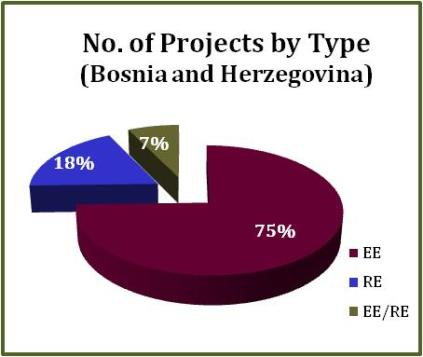 No. of Projects by Type
(Bosnia and Herzegovina)
7%
18%
75%
EE
RE
EE/RE